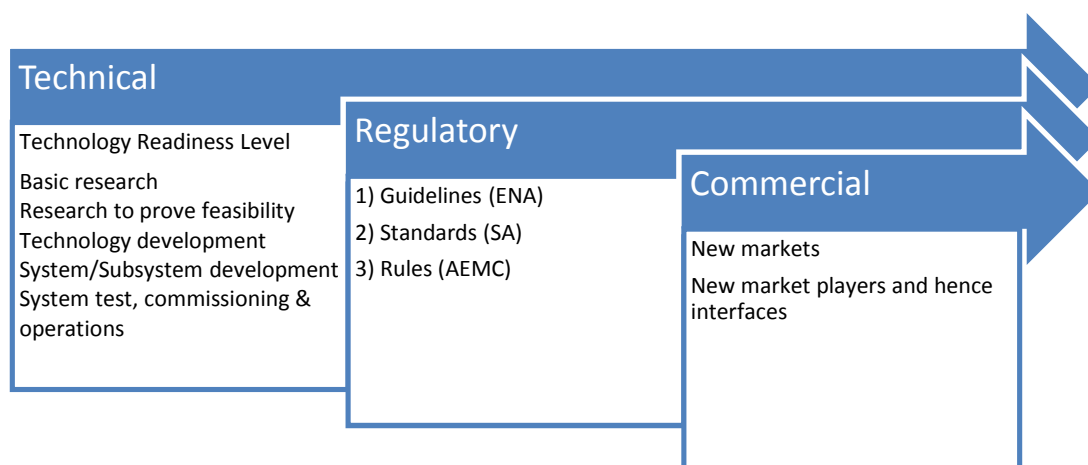 Technical
Technology Readiness Level
Basic research
Research to prove feasibility
Technology development
System/Subsystem development
System test, commissioning &
operations
Regulatory
1) Guidelines (ENA)
2) Standards (SA)
3) Rules (AEMC)
Commercial
New markets
New market players and hence
interfaces